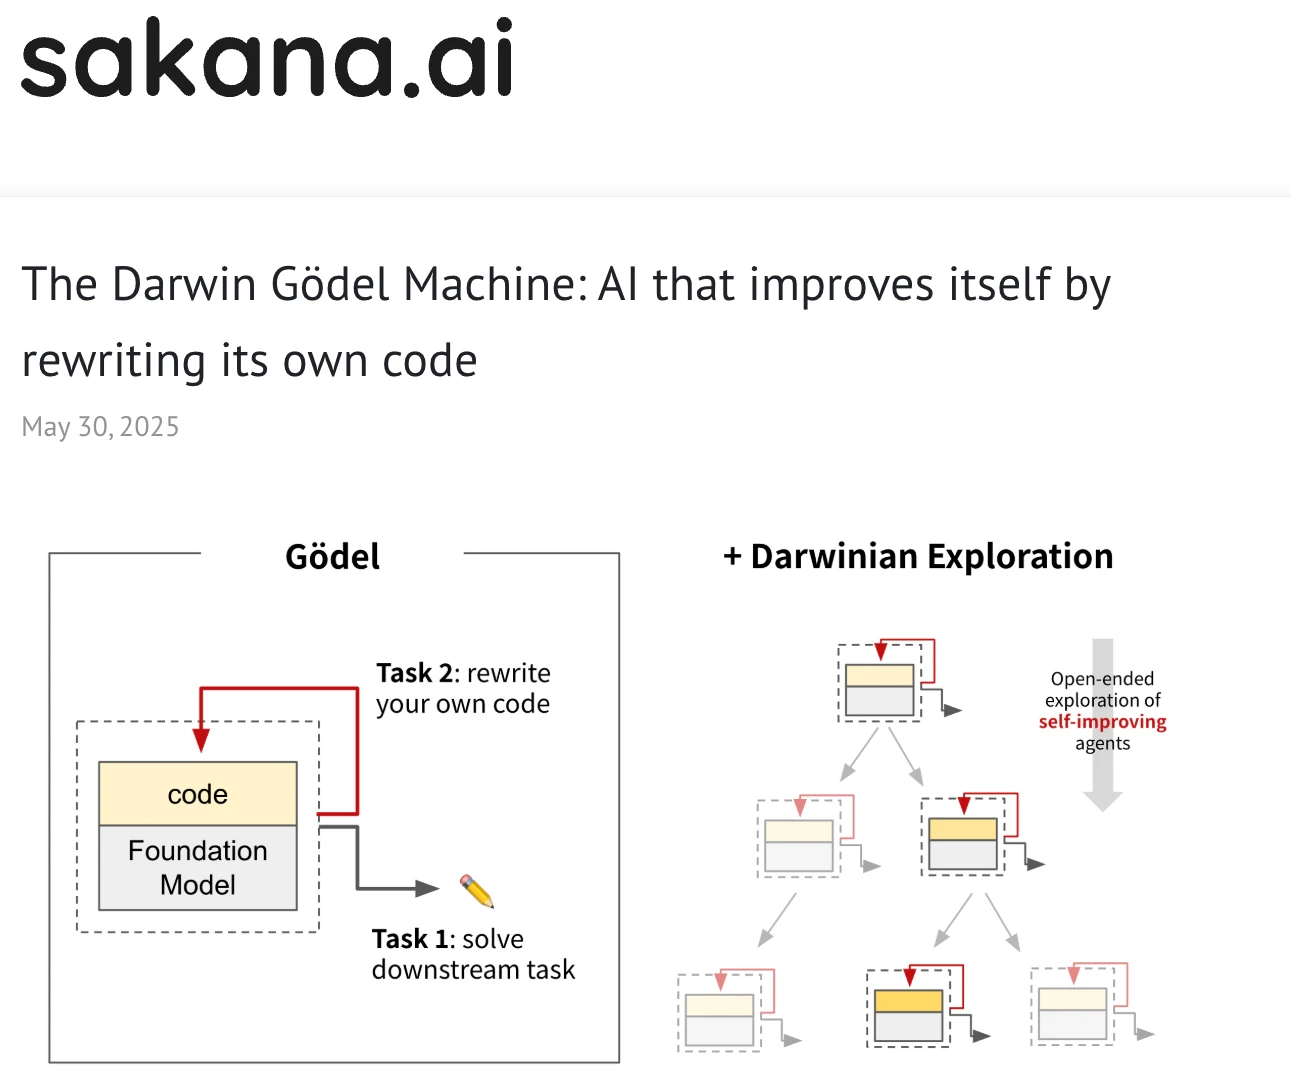 sakana.ai
The Darwin Gödel Machine: AI that improves itself by
rewriting its own code
May 30, 2025
Gödel
Task 2: rewrite
your own code
code
Foundation
Model
Task 1: solve
downstream task
+ Darwinian Exploration
Open-ended
exploration of
self-improving
agents